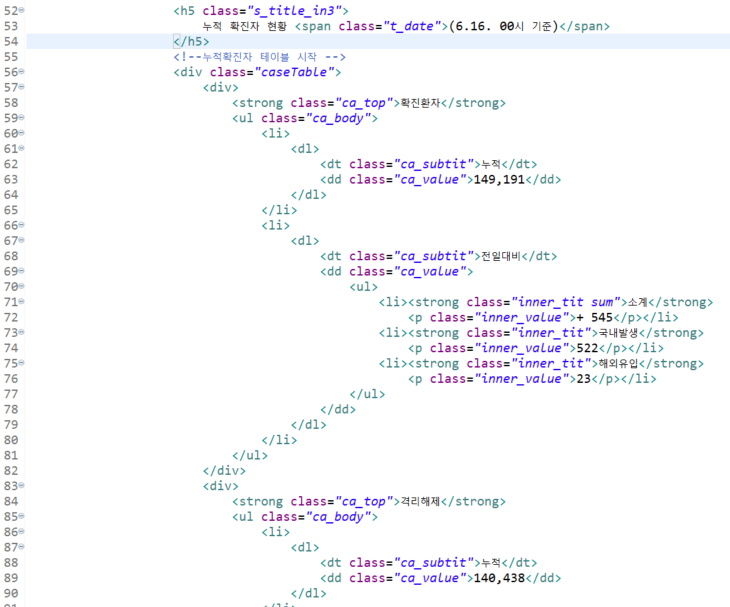 52 <h5 class="s_title_in3">
53 누적 확진자 현황 <span class="t_date">(6.16. 00시 기준)</span>
54 </h5>
55 <!--누적확진자 테이블 시작 -->
56 <div class="caseTable">
57 <div>
58 <strong class="ca_top">확진환자</strong>
59 <ul class="ca_body">
60 <li>
61 <dl>
62 <dt class="ca_subtit">누적</dt>
63 <dd class="ca_value">149,191</dd>
64 </dl>
65 </li>
66 <li>
67 <dl>
68 <dt class="ca_subtit">전일대비</dt>
69 <dd class="ca_value">
70 <ul>
71 <li><strong class="inner_tit sum">소계</strong>
72 <p class="inner_value">+ 545</p></li>
73 <li><strong class="inner_tit">국내발생</strong>
74 <p class="inner_value">522</p></li>
75 <li><strong class="inner_tit">해외유입</strong>
76 <p class="inner_value">23</p></li>
77 </ul>
78 </dd>
79 </dl>
80 </li>
81 </ul>
82 </div>
83 <div>
84 <strong class="ca_top">격리해제</strong>
85 <ul class="ca_body">
86 <li>
87 <dl>
88 <dt class="ca_subtit">누적</dt>
89 <dd class="ca_value">140,438</dd>
90 </dl>
91 </li>